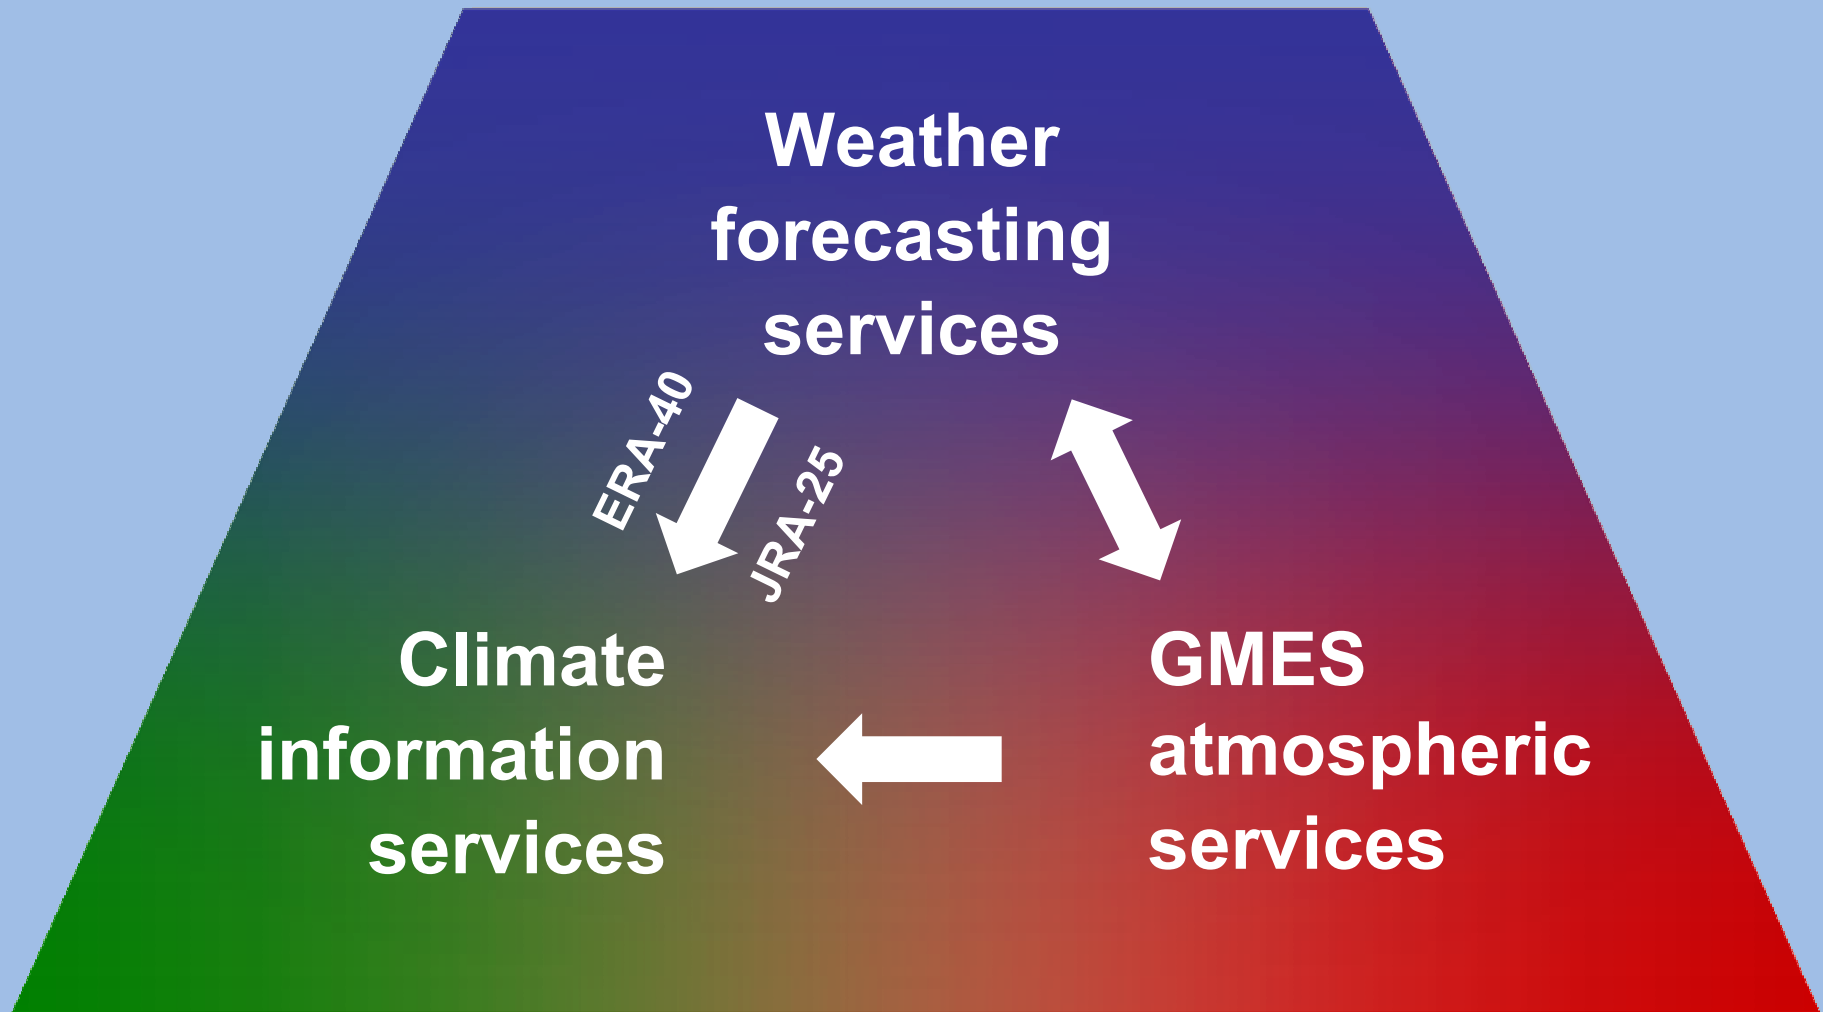 Weather
forecasting
services
ERA-40
JRA-25
Climate
information
services
GMES
atmospheric
services